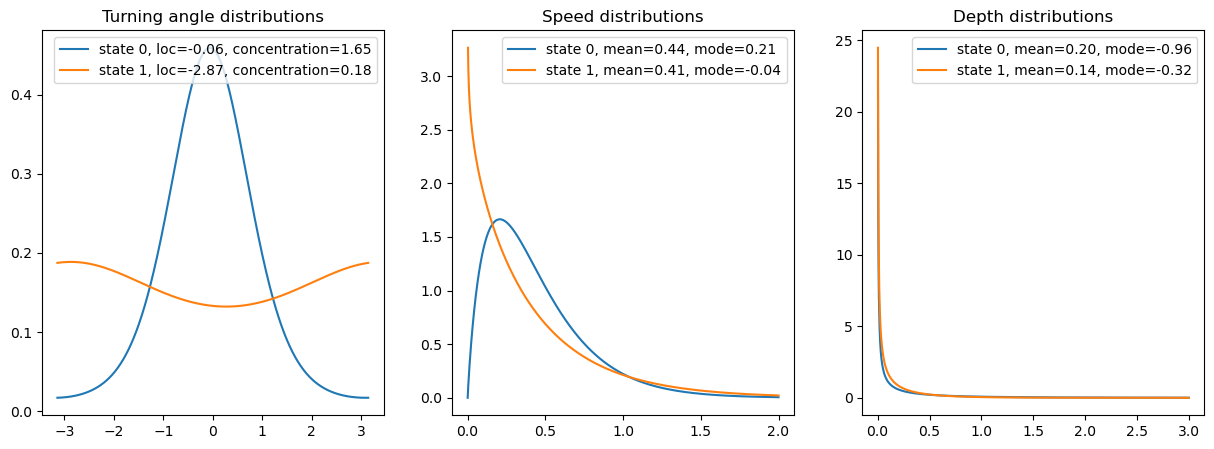 Turning angle distributions
state 0, loc=-0.06, concentration=1.65
state 1, loc=-2.87, concentration=0.18
0.4
0.3
0.2
0.1
0.0
−3 −2 −1 0 1 2 3
Speed distributions
state 0, mean=0.44, mode=0.21
state 1, mean=0.41, mode=-0.04
3.0
2.5
2.0
1.5
1.0
0.5
0.0
0.0 0.5 1.0 1.5 2.0
Depth distributions
state 0, mean=0.20, mode=-0.96
state 1, mean=0.14, mode=-0.32
25
20
15
10
5
0
0.0 0.5 1.0 1.5 2.0 2.5 3.0